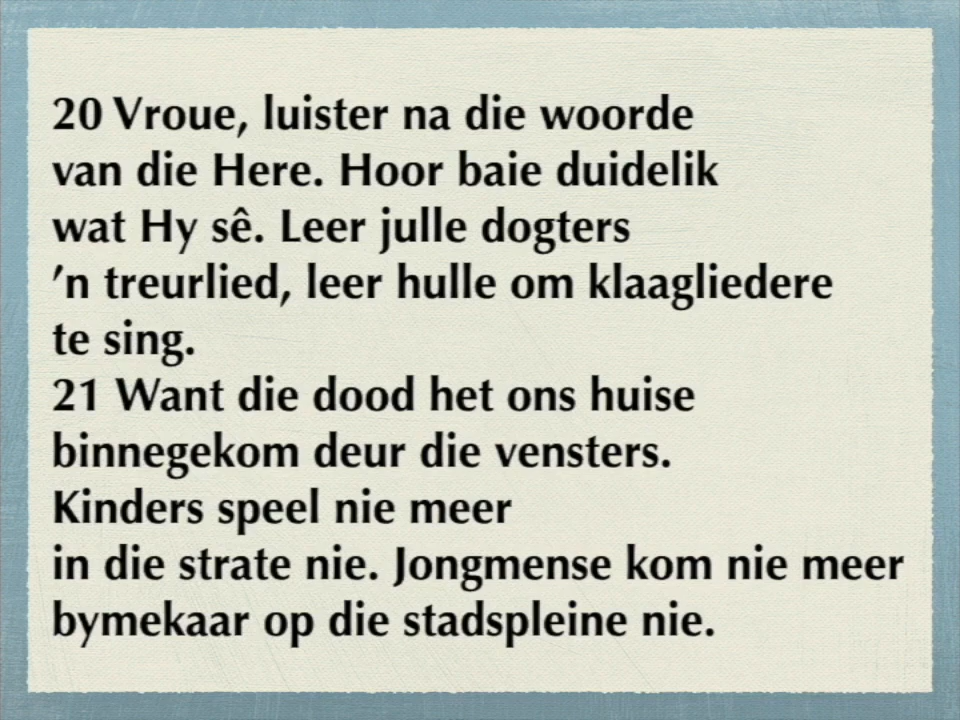 20 Vroue, luister na die woorde
van die Here. Hoor baie duidelik
wat Hy sê. Leer julle dogters
’n treurlied, leer hulle om klaagliedere
te sing.
21 Want die dood het ons huise
binnegekom deur die vensters.
Kinders speel nie meer
in die strate nie. Jongmense kom nie meer
bymekaar op die stadspleine nie.